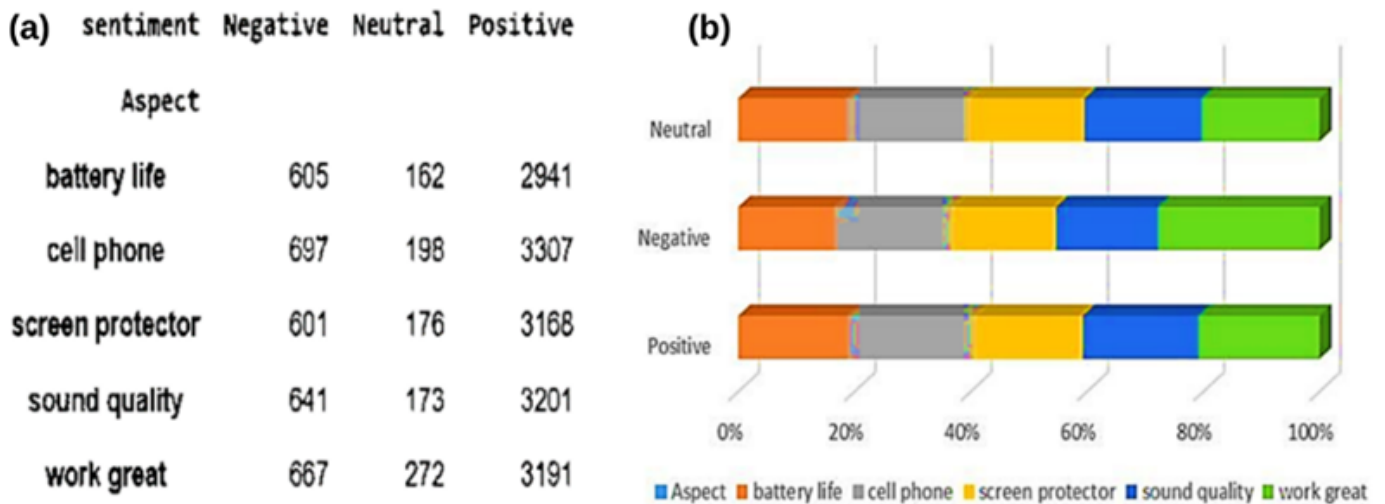 (a) sentiment Negative Neutral Positive
Aspect
battery life 605 162 2941
cell phone 697 198 3307
screen protector 601 176 3168
sound quality 641 173 3201
work great 667 272 3191
(b)
Neutral
Negative
Positive
0% 20% 40% 60% 80% 100%
Aspect battery life cell phone screen protector sound quality work great